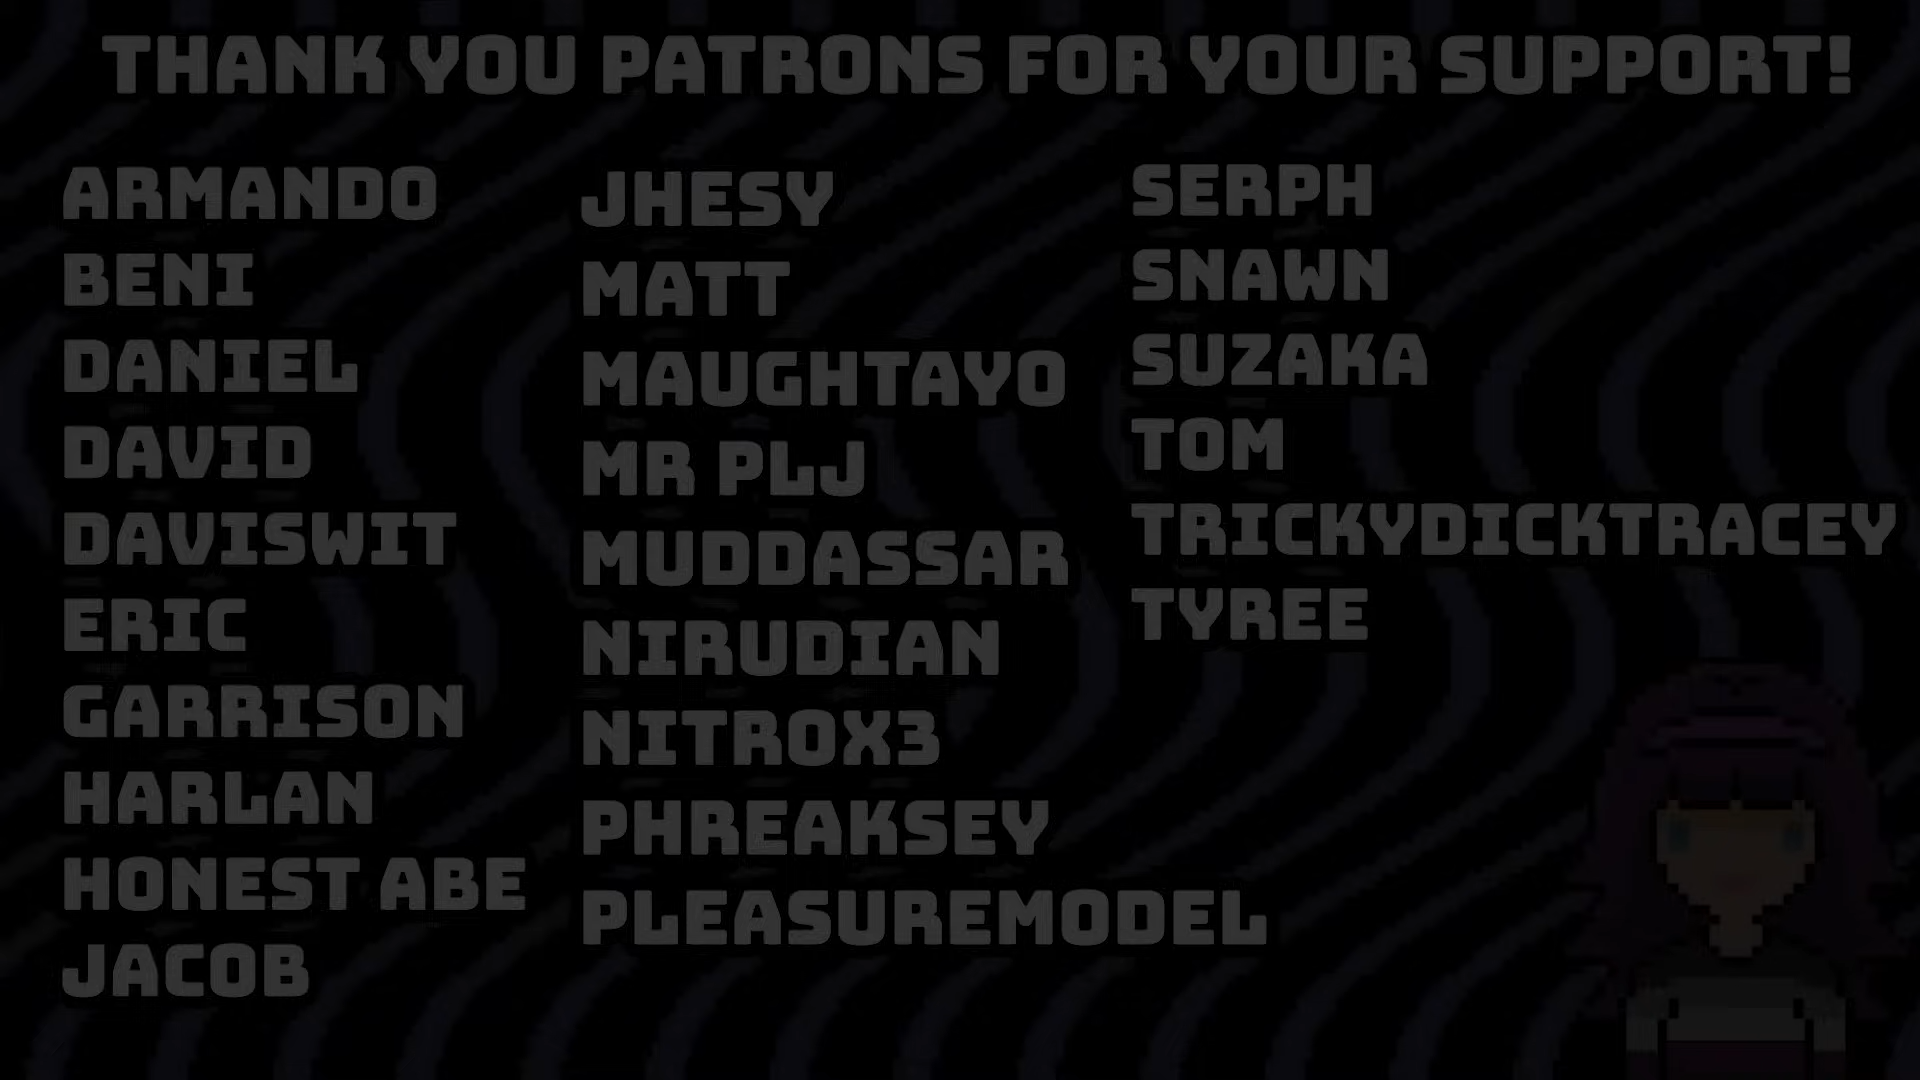 THANK YOU PATRONS FOR YOUR SUPPORT!
ARMANDO
BENI
DANIEL
DAVID
DAVISWIT
ERIC
GARRISON
HARLAN
HONEST ABE
JACOB
JHESY
MATT
MAUGHTAYO
MR PLJ
MUDDASSAR
NIRUDIAN
NITROX3
PHREAKSEY
PLEASUREMODEL
SERPH
SNAWN
SUZAKA
TOM
TRICKYDICKTRACEY
TYREE